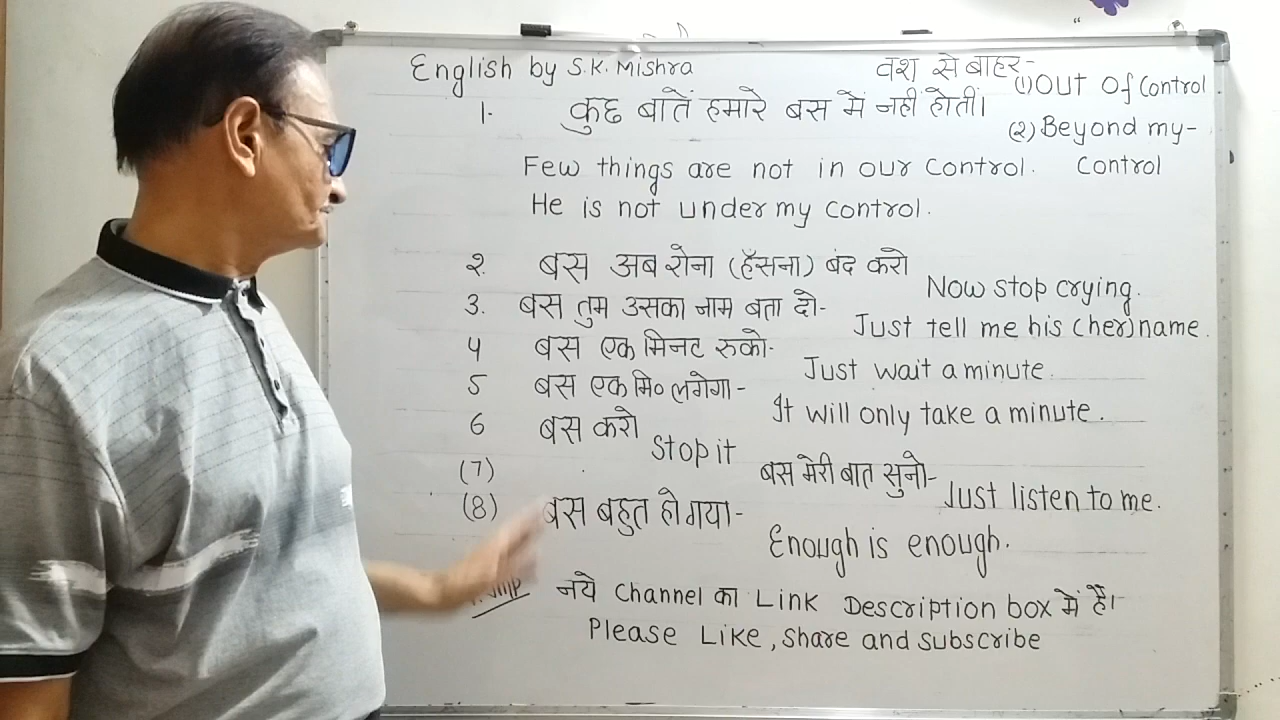 English by S.K. Mishra
वश से बाहर-
(1) Out of Control.
1. कुछ बातें हमारे बस में नहीं होतीं।
(2) Beyond my-
Few things are not in our control. Control
He is not under my control.
2. बस अब रोना (हँसना) बंद करो
Now stop crying.
3. बस तुम उसका नाम बता दो-
Just tell me his (her) name.
4 बस एक मिनट रुको-
Just wait a minute.
5 बस एक मि० लगेगा-
It will only take a minute.
6 बस करो
Stop it
(7) बस मेरी बात सुनो-
Just listen to me.
(8) बस बहुत हो गया-
Enough is enough.
नये Channel का Link Description box में है।
Please Like, Share and Subscribe